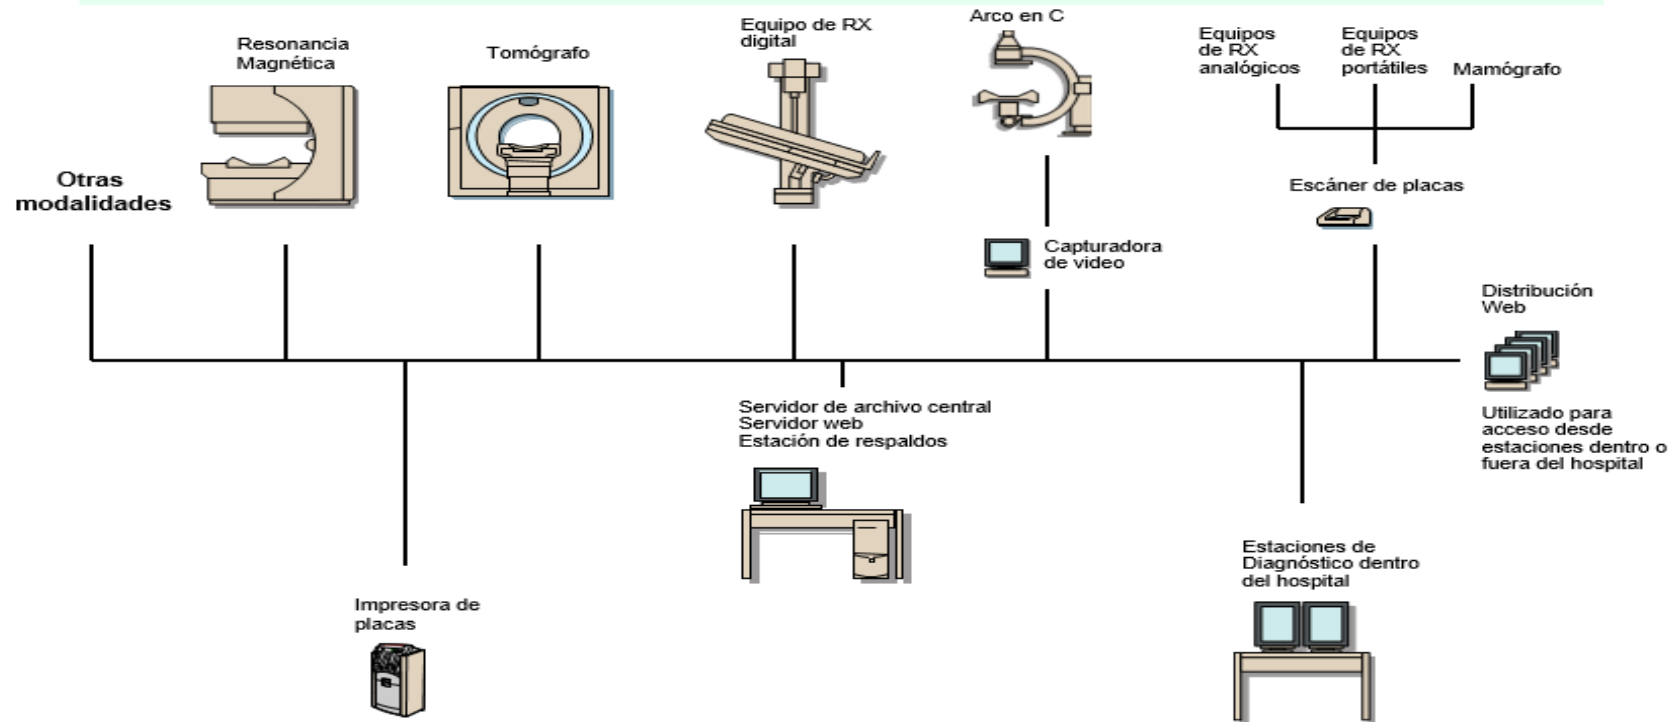 Resonancia
Magnética
Tomógrafo
Equipo de RX
digital
Arco en C
Equipos
de RX
analógicos
Equipos
de RX
portátiles
Mamógrafo
Otras
modalidades
Escáner de placas
Capturadora
de video
Distribución
Web
Utilizado para
acceso desde
estaciones dentro o
fuera del hospital
Servidor de archivo central
Servidor web
Estación de respaldos
Estaciones de
Diagnóstico dentro
del hospital
Impresora de
placas